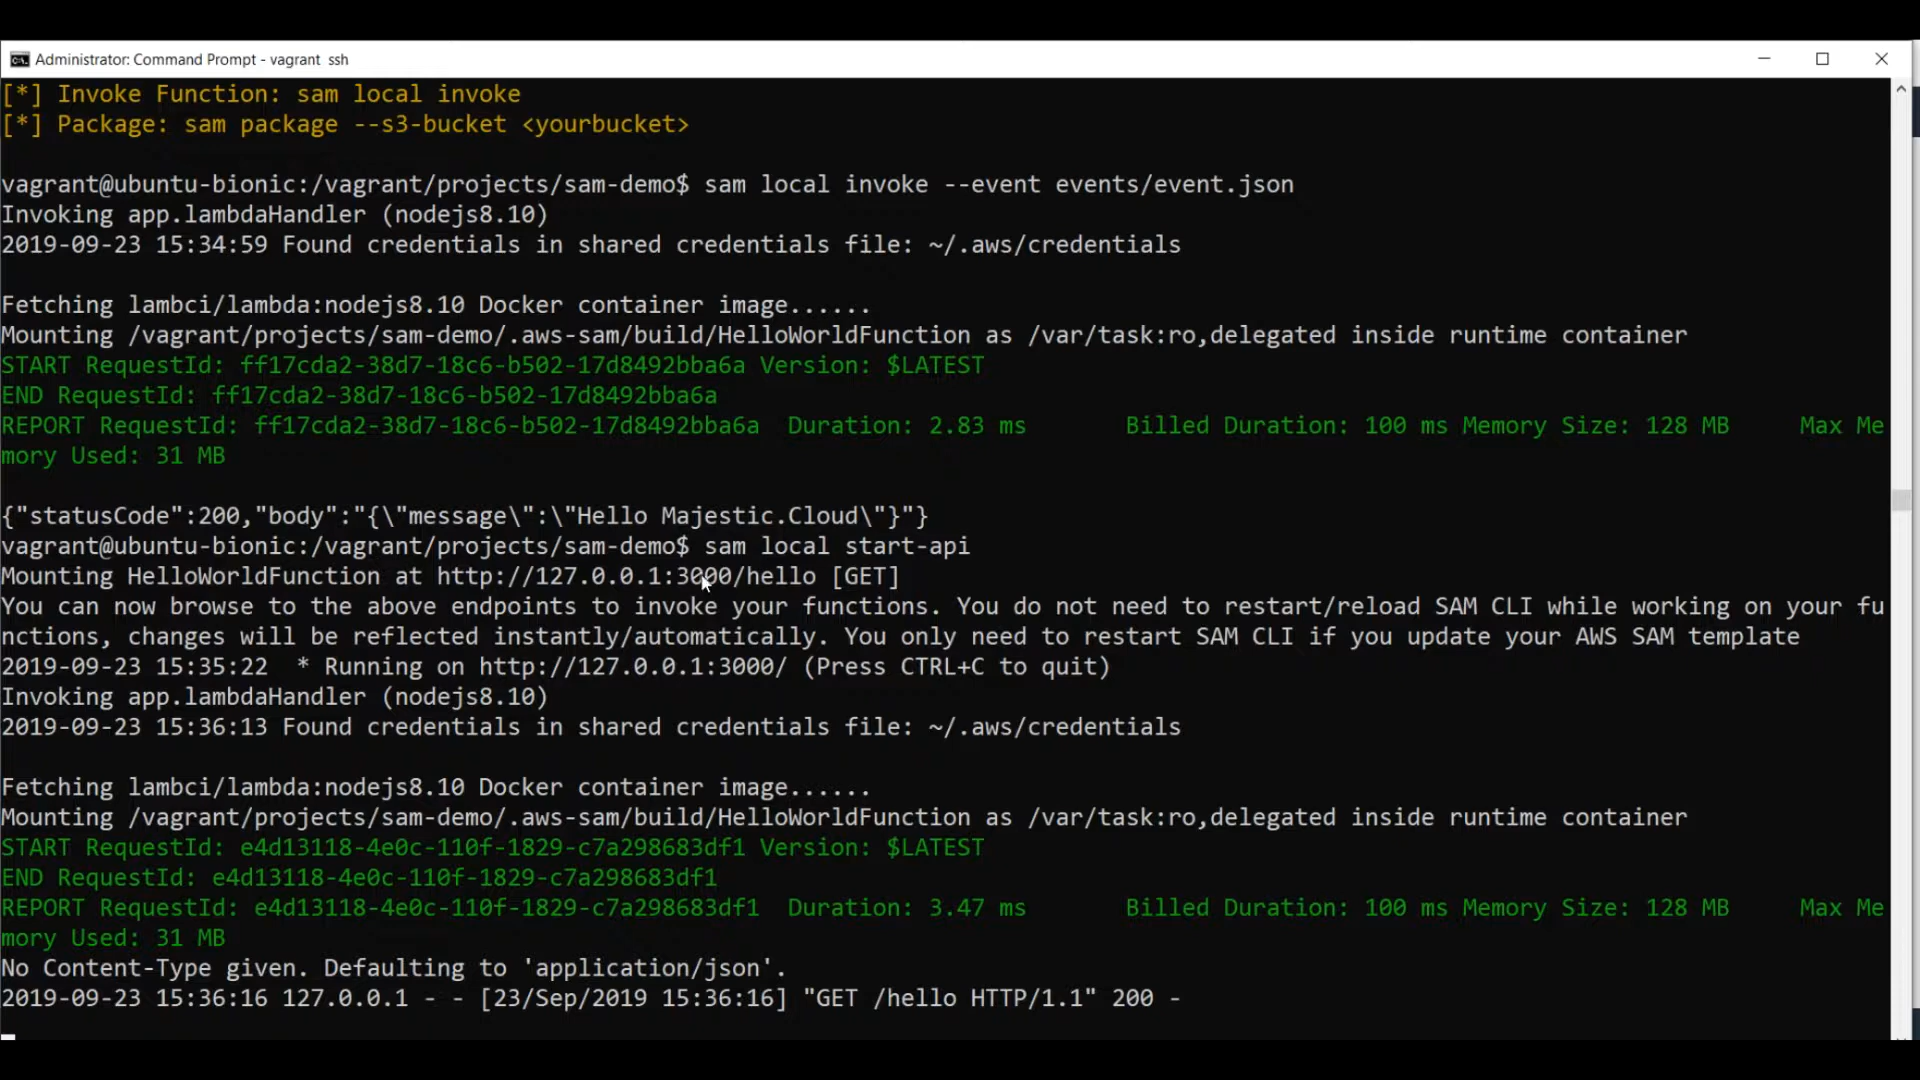 Administrator: Command Prompt - vagrant  ssh
[*] Invoke Function: sam local invoke
[*] Package: sam package --s3-bucket <yourbucket>
vagrant@ubuntu-bionic:/vagrant/projects/sam-demo$ sam local invoke --event events/event.json
Invoking app.lambdaHandler (nodejs8.10)
2019-09-23 15:34:59 Found credentials in shared credentials file: ~/.aws/credentials
Fetching lambci/lambda:nodejs8.10 Docker container image......
Mounting /vagrant/projects/sam-demo/.aws-sam/build/HelloWorldFunction as /var/task:ro,delegated inside runtime container
START RequestId: ff17cda2-38d7-18c6-b502-17d8492bba6a Version: $LATEST
END RequestId: ff17cda2-38d7-18c6-b502-17d8492bba6a
REPORT RequestId: ff17cda2-38d7-18c6-b502-17d8492bba6a  Duration: 2.83 ms       Billed Duration: 100 ms Memory Size: 128 MB     Max Me
mory Used: 31 MB
{"statusCode":200,"body":"{\"message\":\"Hello Majestic.Cloud\"}"}
vagrant@ubuntu-bionic:/vagrant/projects/sam-demo$ sam local start-api
Mounting HelloWorldFunction at http://127.0.0.1:3000/hello [GET]
You can now browse to the above endpoints to invoke your functions. You do not need to restart/reload SAM CLI while working on your fu
nctions, changes will be reflected instantly/automatically. You only need to restart SAM CLI if you update your AWS SAM template
2019-09-23 15:35:22  * Running on http://127.0.0.1:3000/ (Press CTRL+C to quit)
Invoking app.lambdaHandler (nodejs8.10)
2019-09-23 15:36:13 Found credentials in shared credentials file: ~/.aws/credentials
Fetching lambci/lambda:nodejs8.10 Docker container image......
Mounting /vagrant/projects/sam-demo/.aws-sam/build/HelloWorldFunction as /var/task:ro,delegated inside runtime container
START RequestId: e4d13118-4e0c-110f-1829-c7a298683df1 Version: $LATEST
END RequestId: e4d13118-4e0c-110f-1829-c7a298683df1
REPORT RequestId: e4d13118-4e0c-110f-1829-c7a298683df1  Duration: 3.47 ms       Billed Duration: 100 ms Memory Size: 128 MB     Max Me
mory Used: 31 MB
No Content-Type given. Defaulting to 'application/json'.
2019-09-23 15:36:16 127.0.0.1 - - [23/Sep/2019 15:36:16] "GET /hello HTTP/1.1" 200 -